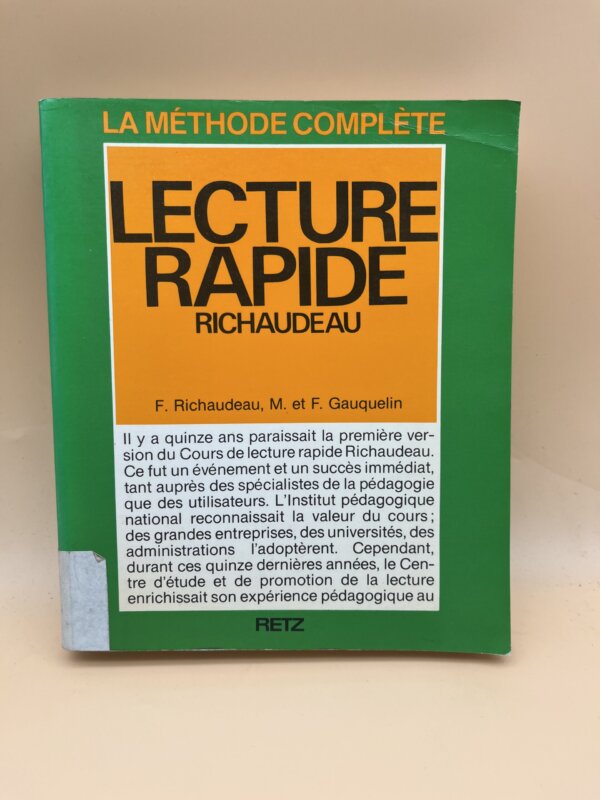 LA MÉTHODE COMPLÈTE
LECTURE
RAPIDE
RICHAUDEAU
F. Richaudeau, M. et F. Gauquelin
Il y a quinze ans paraissait la première ver-
sion du Cours de lecture rapide Richaudeau.
Ce fut un événement et un succès immédiat,
tant auprès des spécialistes de la pédagogie
que des utilisateurs. L'Institut pédagogique
national reconnaissait la valeur du cours ;
des grandes entreprises, des universités, des
administrations l'adoptèrent. Cependant,
durant ces quinze dernières années, le Cen-
tre d'étude et de promotion de la lecture
enrichissait son expérience pédagogique au
RETZ